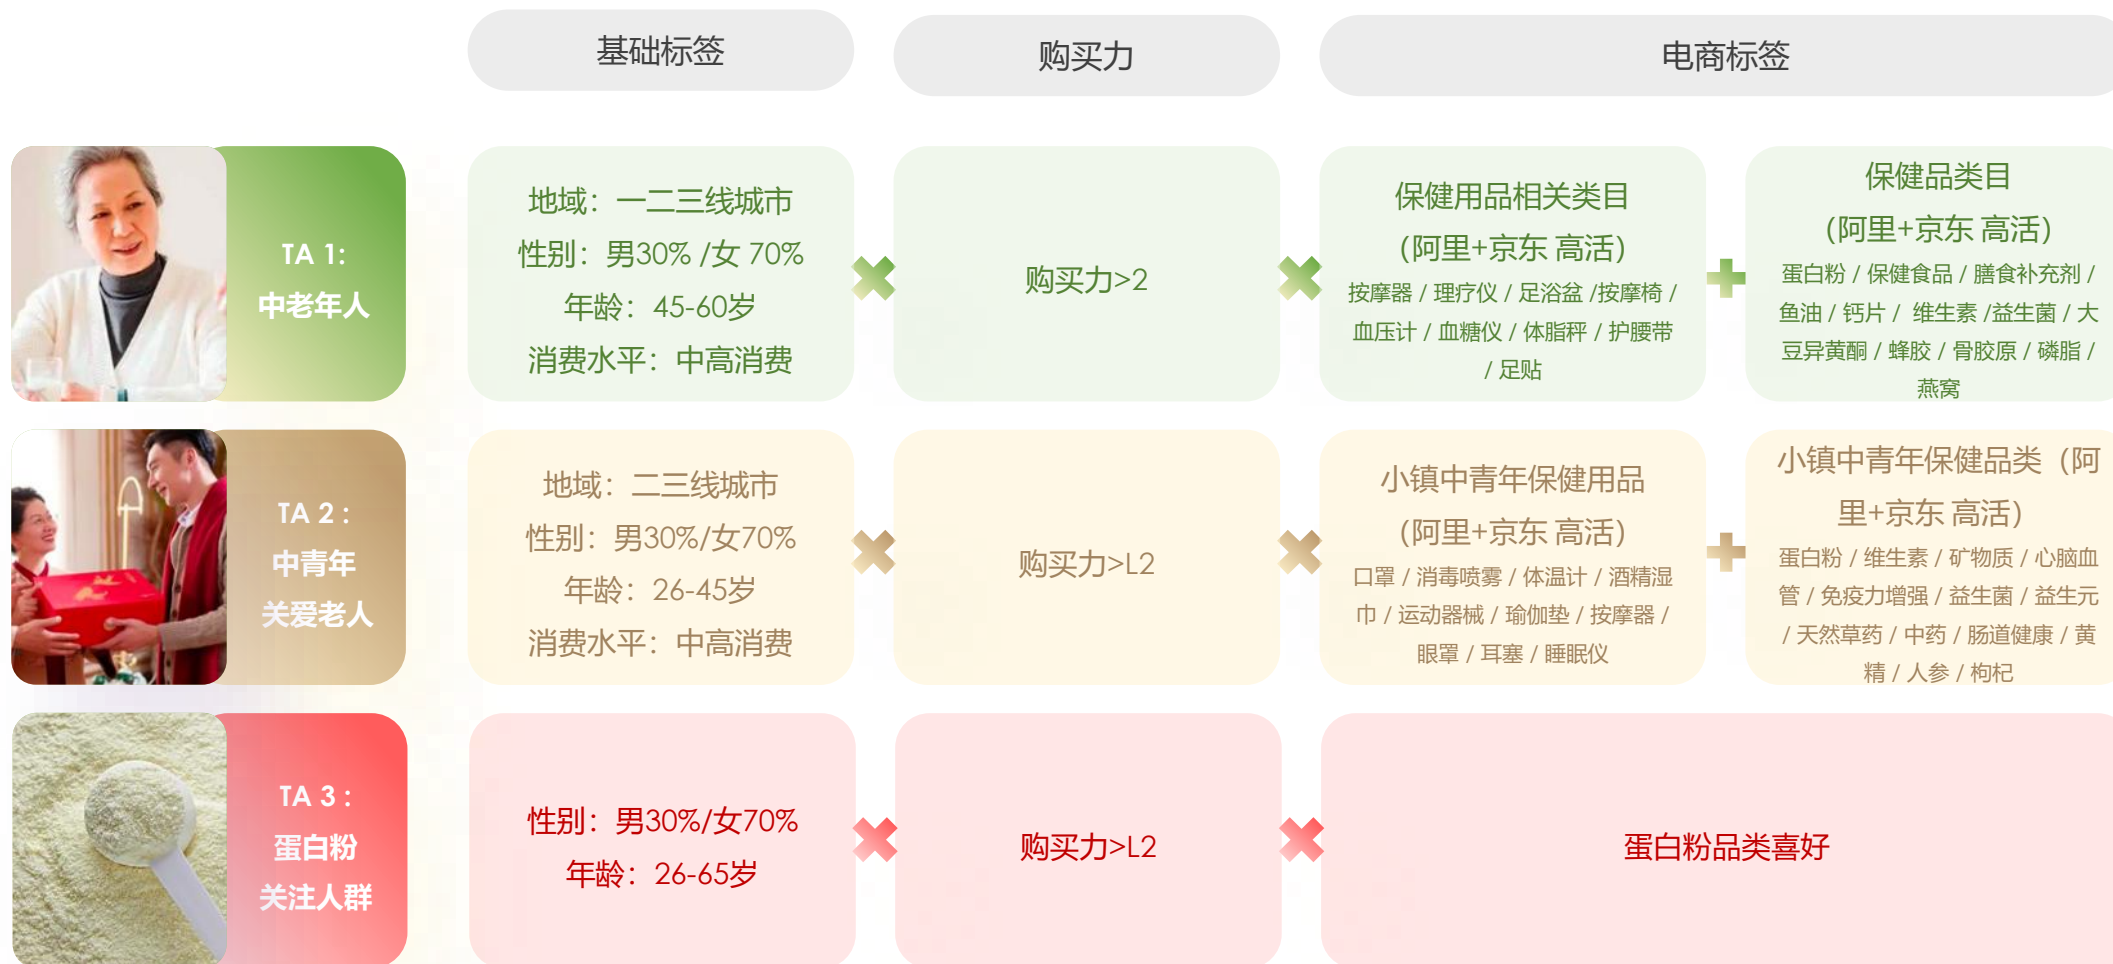 基础标签
购买力
电商标签
TA 1:
中老年人
地域：一二三线城市
性别：男30% /女 70%
年龄：45-60岁
消费水平：中高消费
购买力>2
保健用品相关类目
（阿里+京东 高活）
按摩器 / 理疗仪 / 足浴盆 /按摩椅 /
血压计 / 血糖仪 / 体脂秤 / 护腰带
/ 足贴
保健品类目
（阿里+京东 高活）
蛋白粉 / 保健食品 / 膳食补充剂 /
鱼油 / 钙片 / 维生素 /益生菌 / 大
豆异黄酮 / 蜂胶 / 骨胶原 / 磷脂 /
燕窝
TA 2 :
中青年
关爱老人
地域：二三线城市
性别：男30%/女70%
年龄：26-45岁
消费水平：中高消费
购买力>L2
小镇中青年保健用品
（阿里+京东 高活）
口罩 / 消毒喷雾 / 体温计 / 酒精湿
巾 / 运动器械 / 瑜伽垫 / 按摩器 /
眼罩 / 耳塞 / 睡眠仪
小镇中青年保健品类（阿
里+京东 高活）
蛋白粉 / 维生素 / 矿物质 / 心脑血
管 / 免疫力增强 / 益生菌 / 益生元
/ 天然草药 / 中药 / 肠道健康 / 黄
精 / 人参 / 枸杞
TA 3 :
蛋白粉
关注人群
性别：男30%/女70%
年龄：26-65岁
购买力>L2
蛋白粉品类喜好